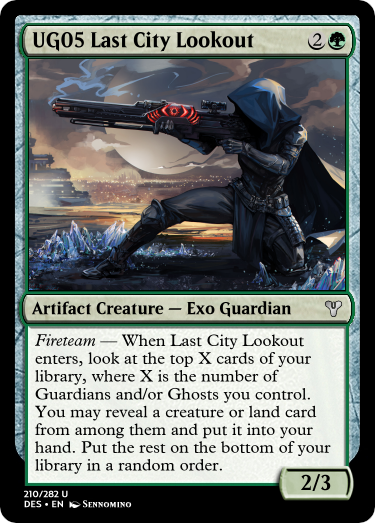 UG05 Last City Lookout 2
Artifact Creature — Exo Guardian
Fireteam — When Last City Lookout
enters, look at the top X cards of your
library, where X is the number of
Guardians and/or Ghosts you control.
You may reveal a creature or land card
from among them and put it into your
hand. Put the rest on the bottom of your
library in a random order.
2/3
210/282 U
DES • EN Sennomino